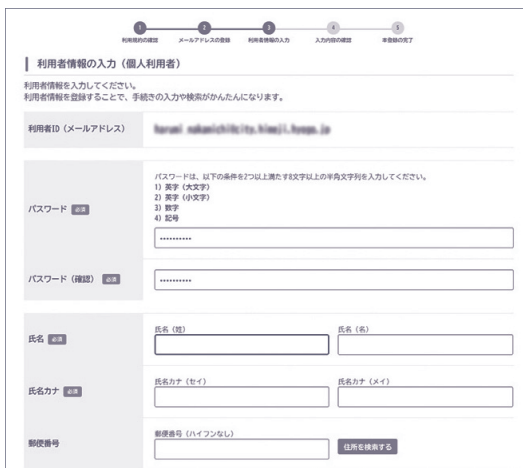 1 2 3 4 5
利用規約の確認 メールアドレスの登録 利用者情報の入力 入力内容の確認 本登録の完了
利用者情報の入力（個人利用者）
利用者情報を入力してください。
利用者情報を登録することで、手続きの入力や検索がかんたんになります。
利用者ID（メールアドレス）
パスワードは、以下の条件を2つ以上満たす8文字以上の半角文字列を入力してください。
1）英字（大文字）
2）英字（小文字）
3）数字
4）記号
パスワード 必須
••••••••••
パスワード（確認） 必須
••••••••••
氏名（姓） 氏名（名）
氏名 必須
氏名カナ（セイ） 氏名カナ（メイ）
氏名カナ 必須
郵便番号（ハイフンなし）
郵便番号
住所を検索する